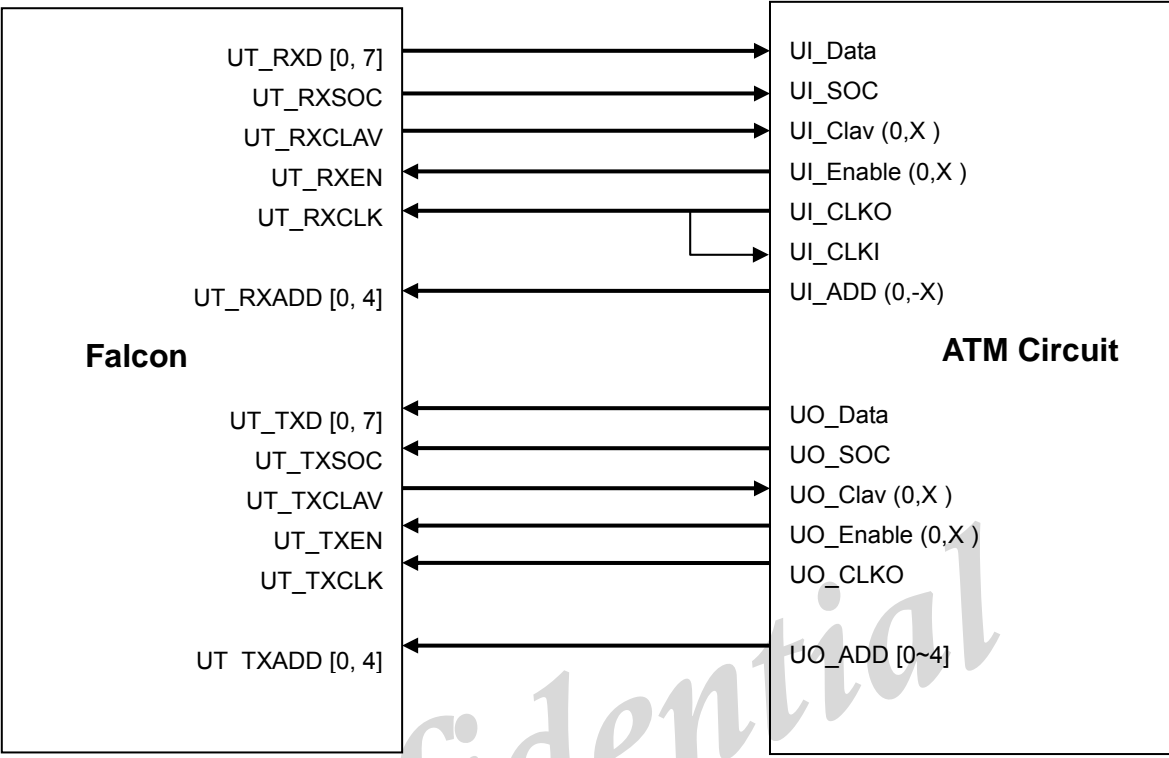 UT_RXD [0, 7]
UI_Data
UT_RXSOC
UI_SOC
UT_RXCLAV
UI_Clav (0,X )
UT_RXEN
UI_Enable (0,X )
UT_RXCLK
UI_CLKO
UI_CLKI
UT_RXADD [0, 4]
UI_ADD (0,-X)
Falcon
ATM Circuit
UT_TXD [0, 7]
UO_Data
UT_TXSOC
UO_SOC
UT_TXCLAV
UO_Clav (0,X )
UT_TXEN
UO_Enable (0,X )
UT_TXCLK
UO_CLKO
UT TXADD [0, 4]
UO_ADD [0~4]
fidential